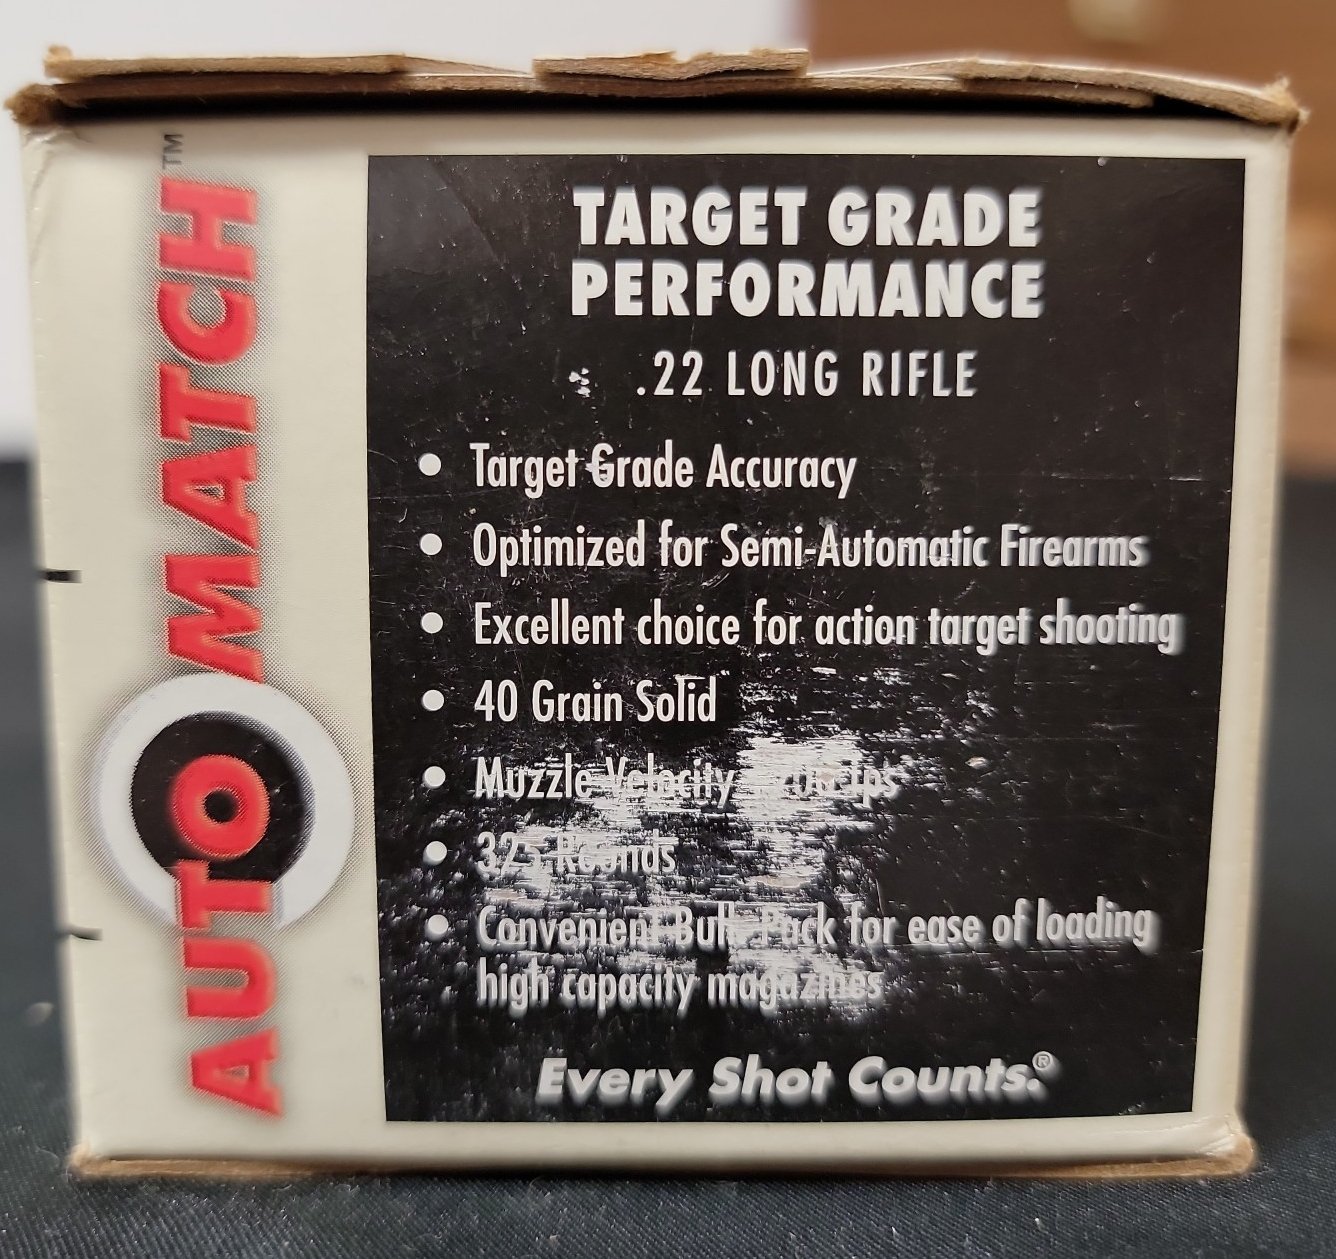 AUTOMATCH™
TARGET GRADE
PERFORMANCE
.22 LONG RIFLE
• Target Grade Accuracy
• Optimized for Semi-Automatic Firearms
• Excellent choice for action target shooting
• 40 Grain Solid
• Muzzle Velocity fps
• 325 Rounds
• Convenient Bulk Pack for ease of loading
high capacity magazines
Every Shot Counts.®